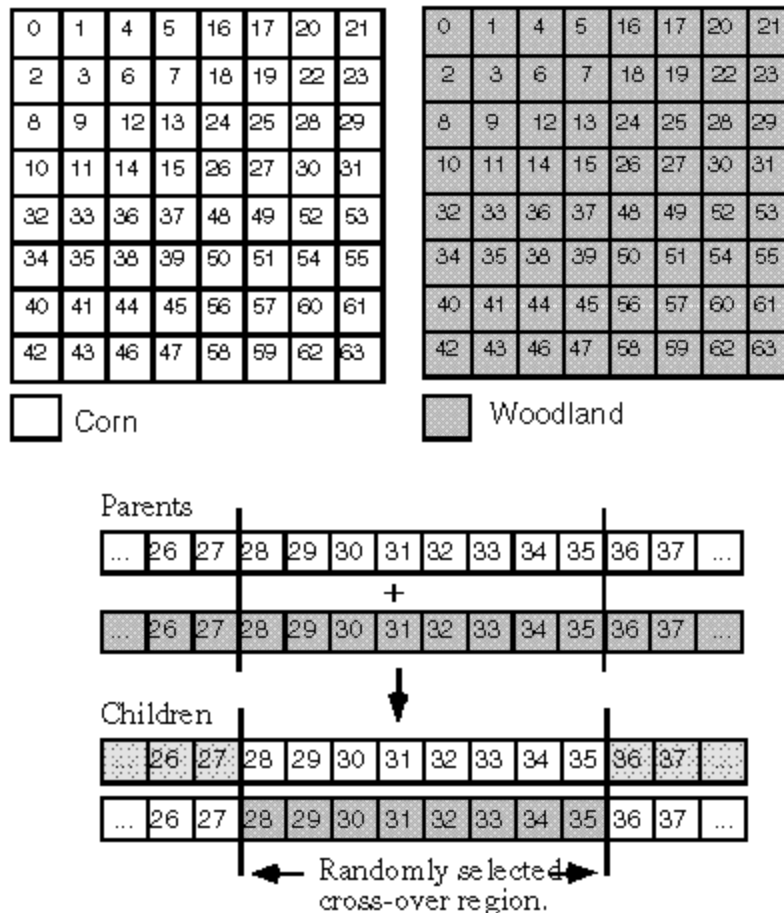 0 1 4 5 16 17 20 21
2 3 6 7 18 19 22 23
8 9 12 13 24 25 28 29
10 11 14 15 26 27 30 31
32 33 36 37 48 49 52 53
34 35 38 39 50 51 54 55
40 41 44 45 56 57 60 61
42 43 46 47 58 59 62 63
Corn
0 1 4 5 16 17 20 21
2 3 6 7 18 19 22 23
8 9 12 13 24 25 28 29
10 11 14 15 26 27 30 31
32 33 36 37 48 49 52 53
34 35 38 39 50 51 54 55
40 41 44 45 56 57 60 61
42 43 46 47 58 59 62 63
Woodland
Parents
... 26 27 28 29 30 31 32 33 34 35 36 37 ...
+
... 26 27 28 29 30 31 32 33 34 35 36 37 ...
Children
... 26 27 28 29 30 31 32 33 34 35 36 37 ...
... 26 27 28 29 30 31 32 33 34 35 36 37 ...
Randomly selected
cross-over region.